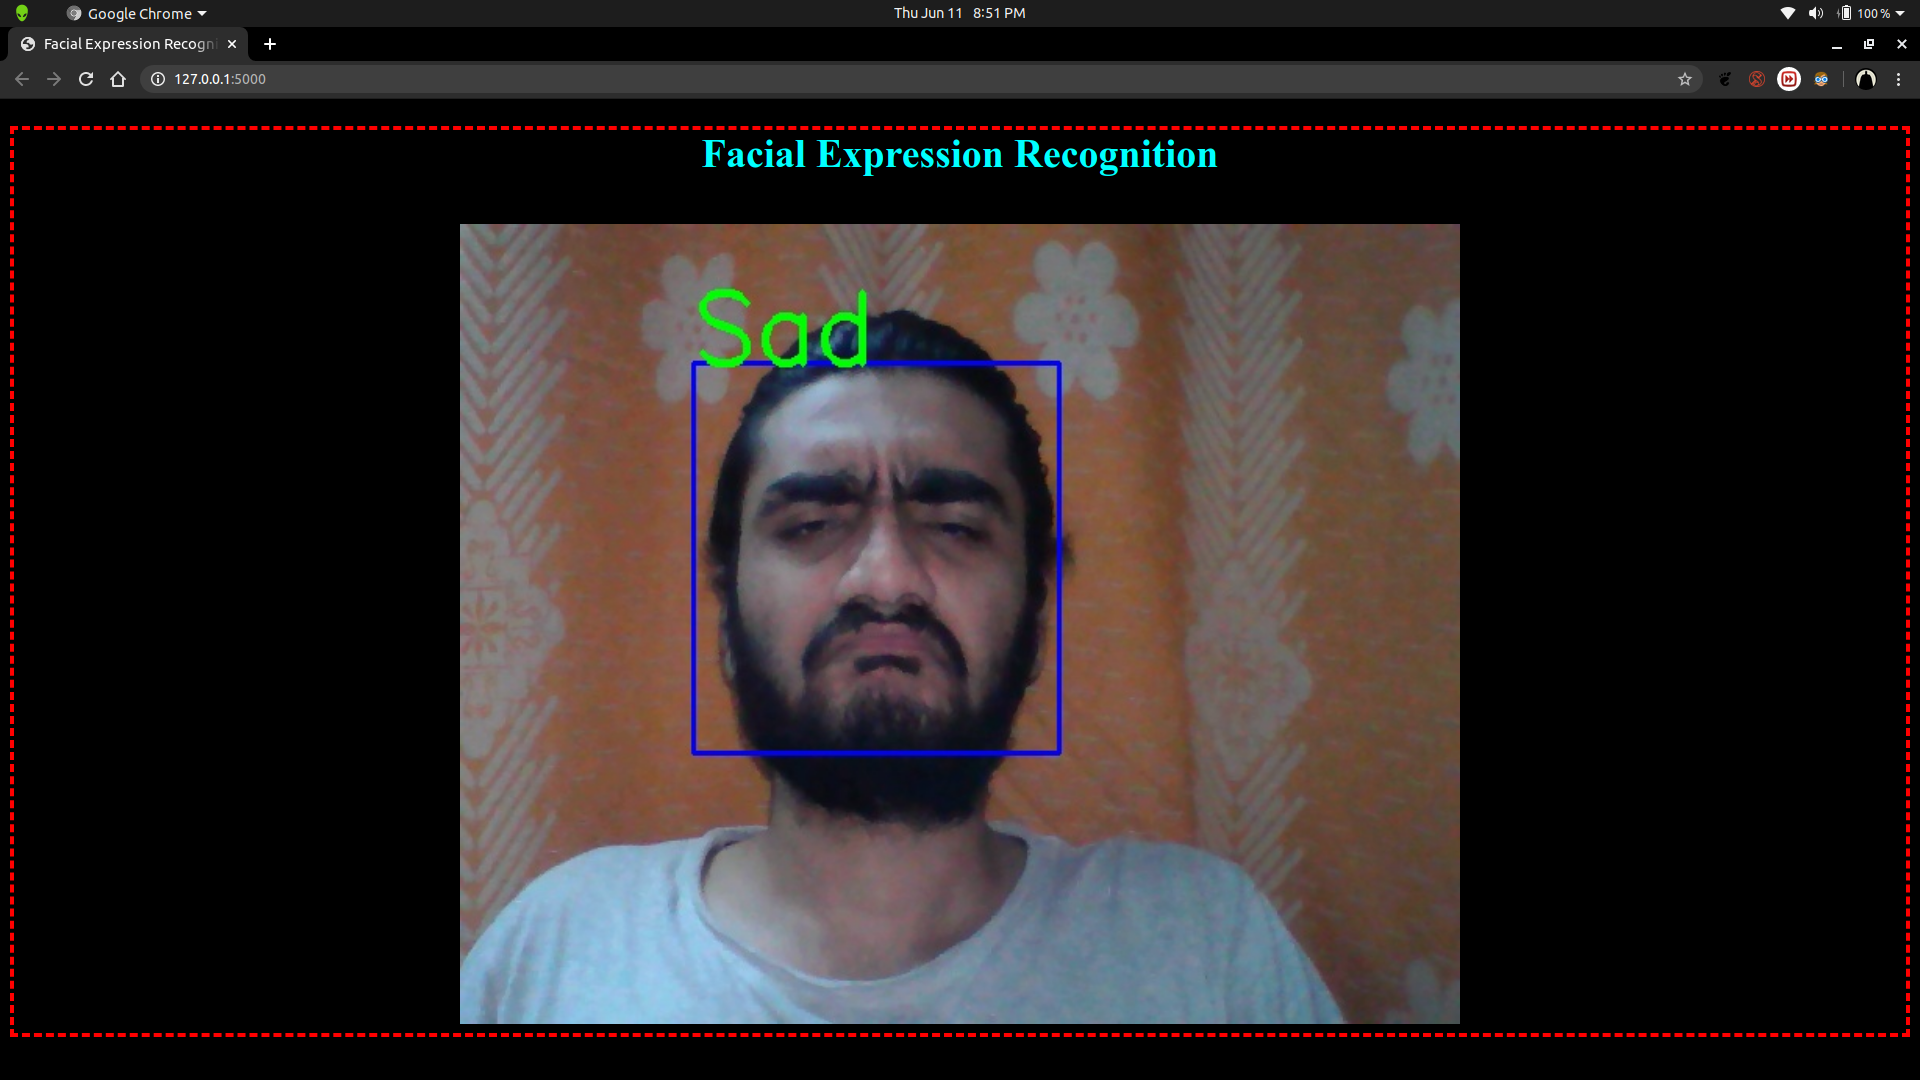 Google Chrome
Thu Jun 11 8:51 PM
100 %
Facial Expression Recogni
127.0.0.1:5000
Facial Expression Recognition
Sad